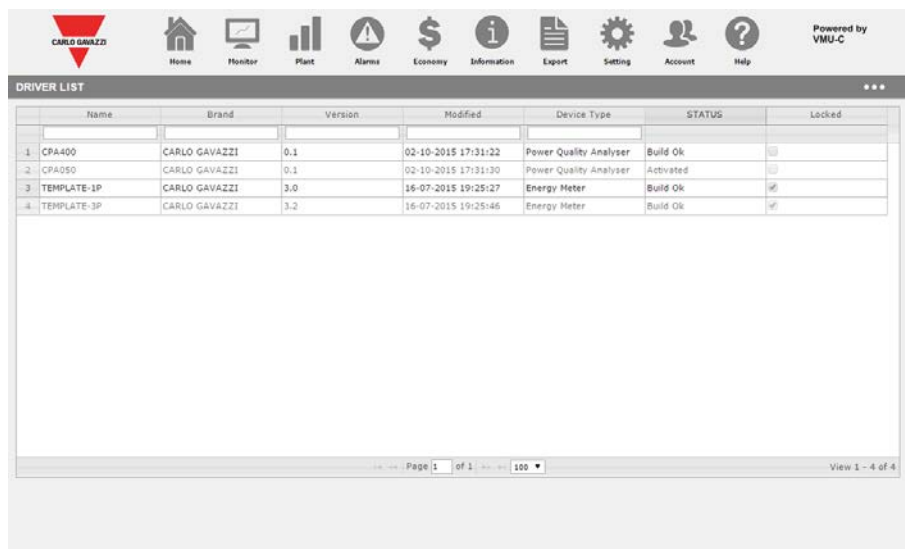 CARLO GAVAZZI
Home Monitor Plant Alarms Economy Information Export Setting Account Help
Powered by
VMU-C
DRIVER LIST
Name Brand Version Modified Device Type STATUS Locked
1 CPA400 CARLO GAVAZZI 0.1 02-10-2015 17:31:22 Power Quality Analyser Build Ok
2 CPA050 CARLO GAVAZZI 0.1 02-10-2015 17:31:30 Power Quality Analyser Activated
3 TEMPLATE-1P CARLO GAVAZZI 3.0 16-07-2015 19:25:27 Energy Meter Build Ok
4 TEMPLATE-3P CARLO GAVAZZI 3.2 16-07-2015 19:25:46 Energy Meter Build Ok
Page 1 of 1 100 View 1 - 4 of 4